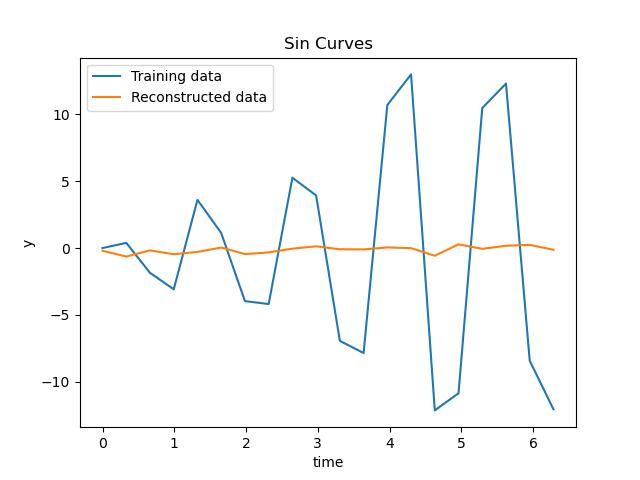 Sin Curves
Training data
Reconstructed data
10
5
0
−5
−10
y
0 1 2 3 4 5 6
time